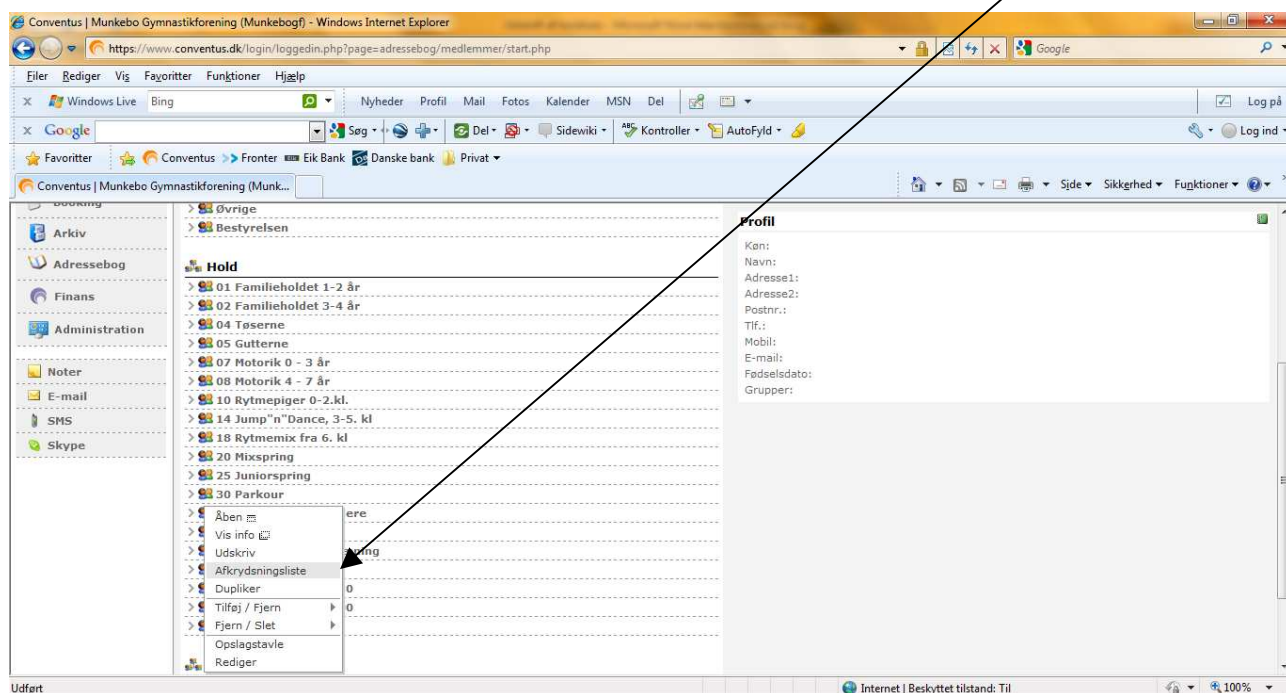 Conventus | Munkebo Gymnastikforening (Munkebogf) - Windows Internet Explorer
https://www.conventus.dk/login/loggedin.php?page=adressebog/medlemmer/start.php
Google
Filer Rediger Vis Favoritter Funktioner Hjælp
x Windows Live Bing Nyheder Profil Mail Fotos Kalender MSN Del Log på
x Google Søg Del Sidewiki ABC Kontroller AutoFyld Log ind
Favoritter Conventus >> Fronter Eik Bank Danske bank Privat
Conventus | Munkebo Gymnastikforening (Munk...
Side Sikkerhed Funktioner
Booking
Arkiv
Adressebog
Finans
Administration
Noter
E-mail
SMS
Skype
> Øvrige
> Bestyrelsen
Hold
> 01 Familieholdet 1-2 år
> 02 Familieholdet 3-4 år
> 04 Tøserne
> 05 Gutterne
> 07 Motorik 0 - 3 år
> 08 Motorik 4 - 7 år
> 10 Rytmepiger 0-2.kl.
> 14 Jump"n"Dance, 3-5. kl
> 18 Rytmemix fra 6. kl
> 20 Mixspring
> 25 Juniorspring
> 30 Parkour
ere
ning
0
0
Åben
Vis info
Udskriv
Afkrydsningsliste
Dupliker
Tilføj / Fjern
Fjern / Slet
Opslagstavle
Rediger
Profil
Køn:
Navn:
Adresse1:
Adresse2:
Postnr.:
Tlf.:
Mobil:
E-mail:
Fødselsdato:
Grupper:
Udført
Internet | Beskyttet tilstand: Til
100%